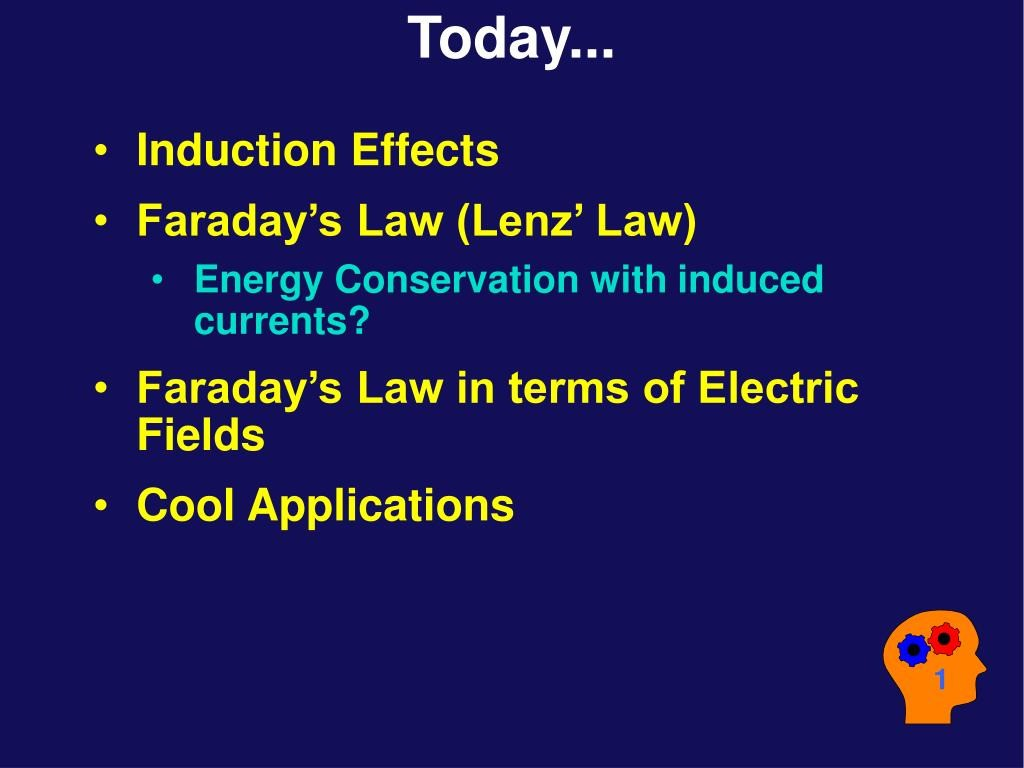 Today...
• Induction Effects
• Faraday’s Law (Lenz’ Law)
• Energy Conservation with induced
currents?
• Faraday’s Law in terms of Electric
Fields
• Cool Applications
1